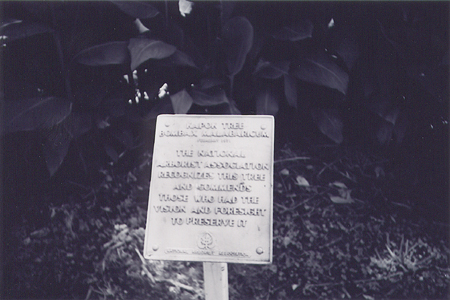 KAPOK TREE
BOMBAX MALABARICUM
THE NATIONAL
ARBORIST ASSOCIATION
RECOGNIZES THIS TREE
AND COMMENDS
THOSE WHO HAD THE
VISION AND FORESIGHT
TO PRESERVE IT